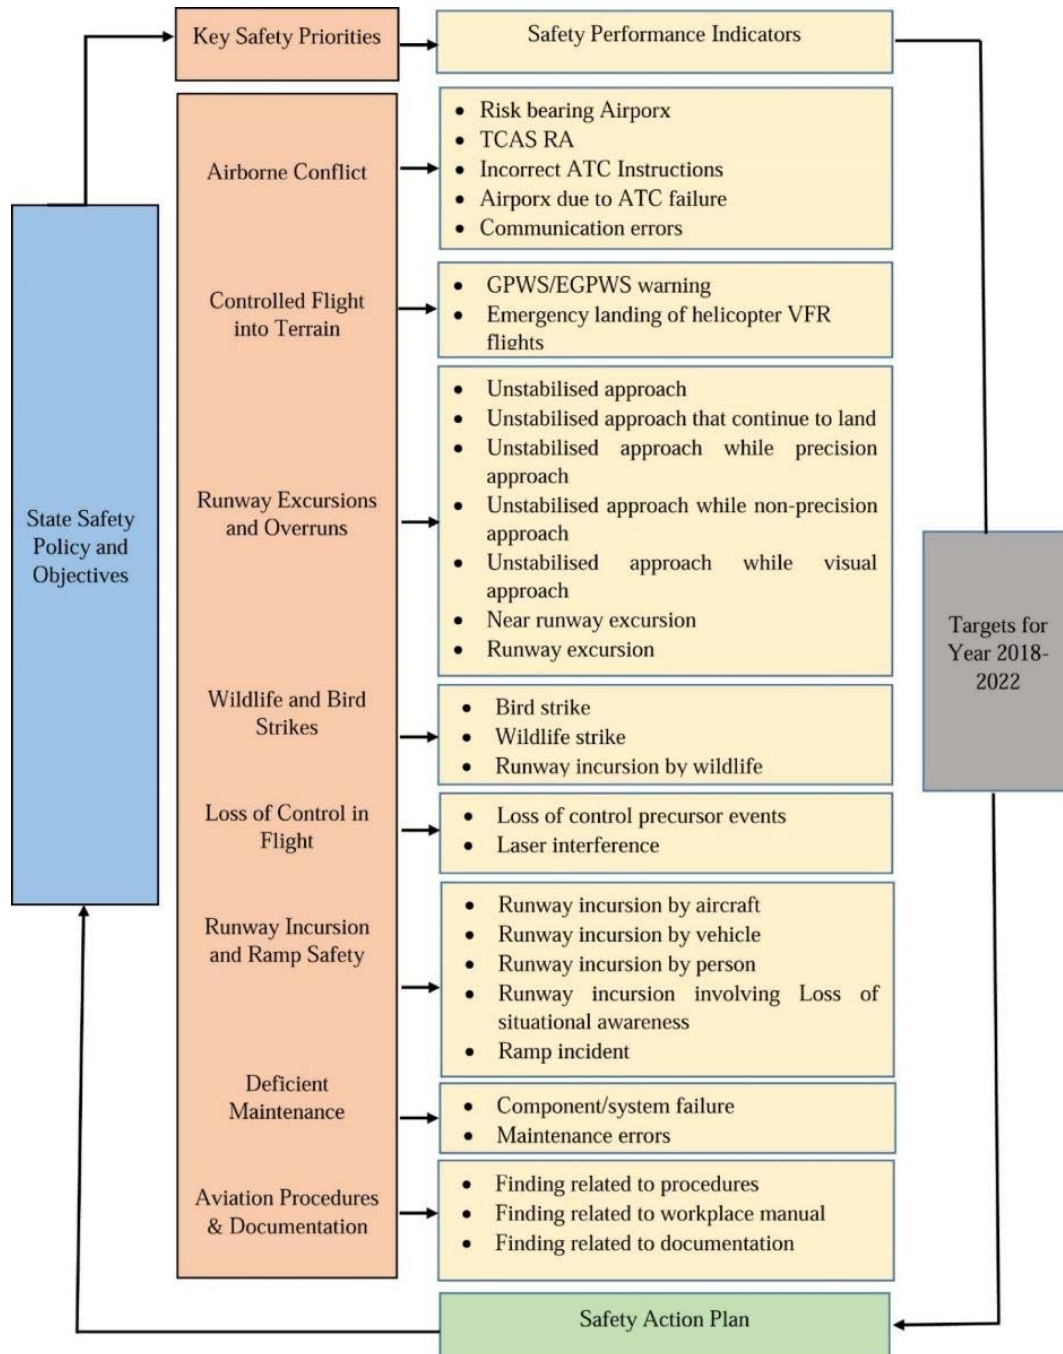 Key Safety Priorities
Safety Performance Indicators
Airborne Conflict
• Risk bearing Airporx
• TCAS RA
• Incorrect ATC Instructions
• Airporx due to ATC failure
• Communication errors
Controlled Flight
into Terrain
• GPWS/EGPWS warning
• Emergency landing of helicopter VFR
flights
Runway Excursions
and Overruns
• Unstabilised approach
• Unstabilised approach that continue to land
• Unstabilised approach while precision
approach
• Unstabilised approach while non-precision
approach
• Unstabilised approach while visual
approach
• Near runway excursion
• Runway excursion
State Safety
Policy and
Objectives
Targets for
Year 2018-
2022
Wildlife and Bird
Strikes
• Bird strike
• Wildlife strike
• Runway incursion by wildlife
Loss of Control in
Flight
• Loss of control precursor events
• Laser interference
Runway Incursion
and Ramp Safety
• Runway incursion by aircraft
• Runway incursion by vehicle
• Runway incursion by person
• Runway incursion involving Loss of
situational awareness
• Ramp incident
Deficient
Maintenance
• Component/system failure
• Maintenance errors
Aviation Procedures
& Documentation
• Finding related to procedures
• Finding related to workplace manual
• Finding related to documentation
Safety Action Plan